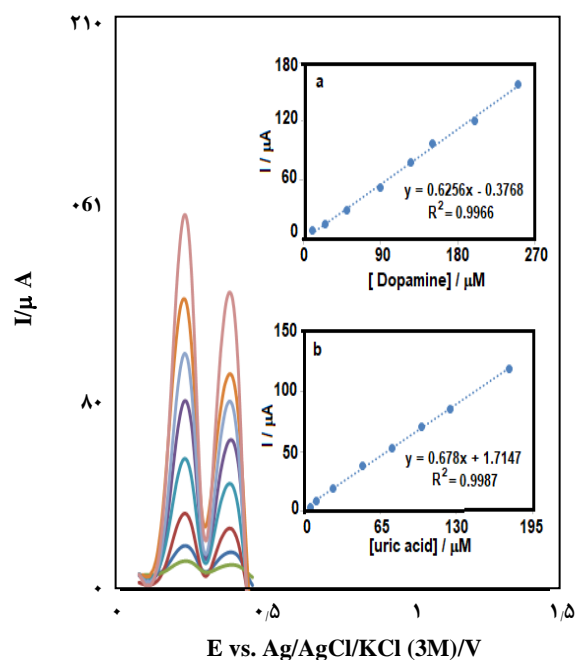 ۲۱۰
۰۶۱
۸۰
۰
I/μ A
۰ ۰٫۵ ۱ ۱٫۵
E vs. Ag/AgCl/KCl (3M)/V
a
180
120
60
0
I / μA
y = 0.6256x - 0.3768
R² = 0.9966
0 90 180 270
[ Dopamine] / μM
b
150
100
50
0
I / μA
y = 0.678x + 1.7147
R² = 0.9987
0 65 130 195
[uric acid] / μM